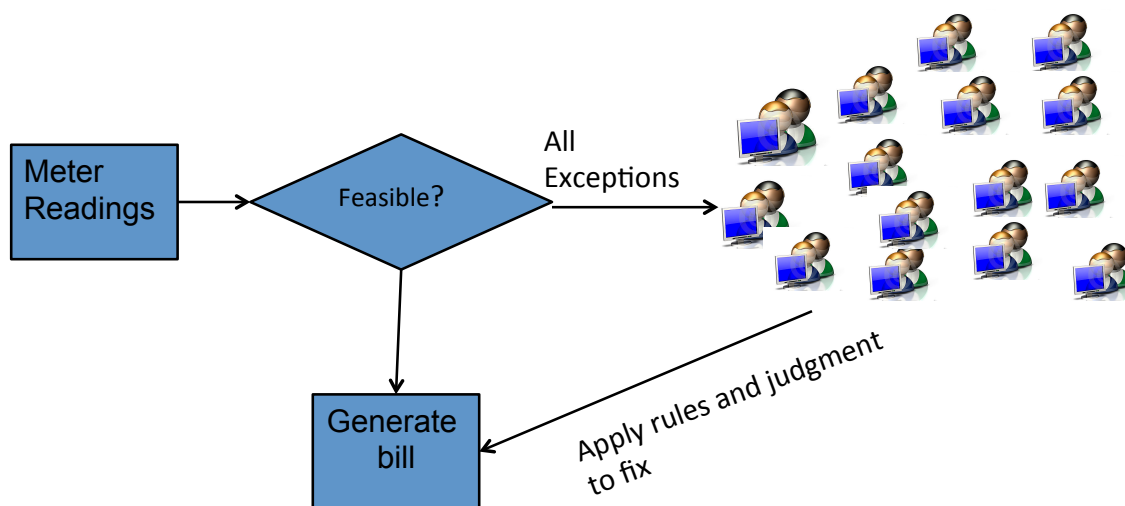 Meter
Readings
Feasible?
All
Exceptions
Generate
bill
Apply rules and judgment
to fix